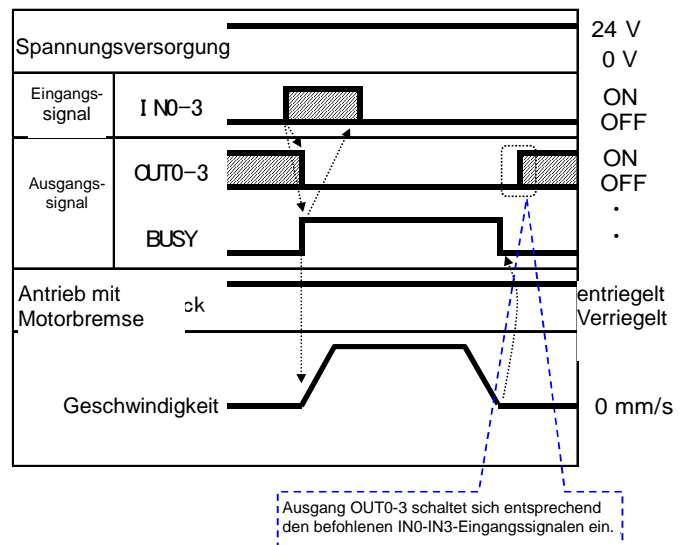 Spannungsversorgung
24 V
0 V
Eingangs-
signal
IN0-3
ON
OFF
Ausgangs-
signal
OUT0-3
ON
OFF
BUSY
Antrieb mit
Motorbremse
ck
entriegelt
Verriegelt
Geschwindigkeit
0 mm/s
Ausgang OUT0-3 schaltet sich entsprechend
den befohlenen IN0-IN3-Eingangssignalen ein.